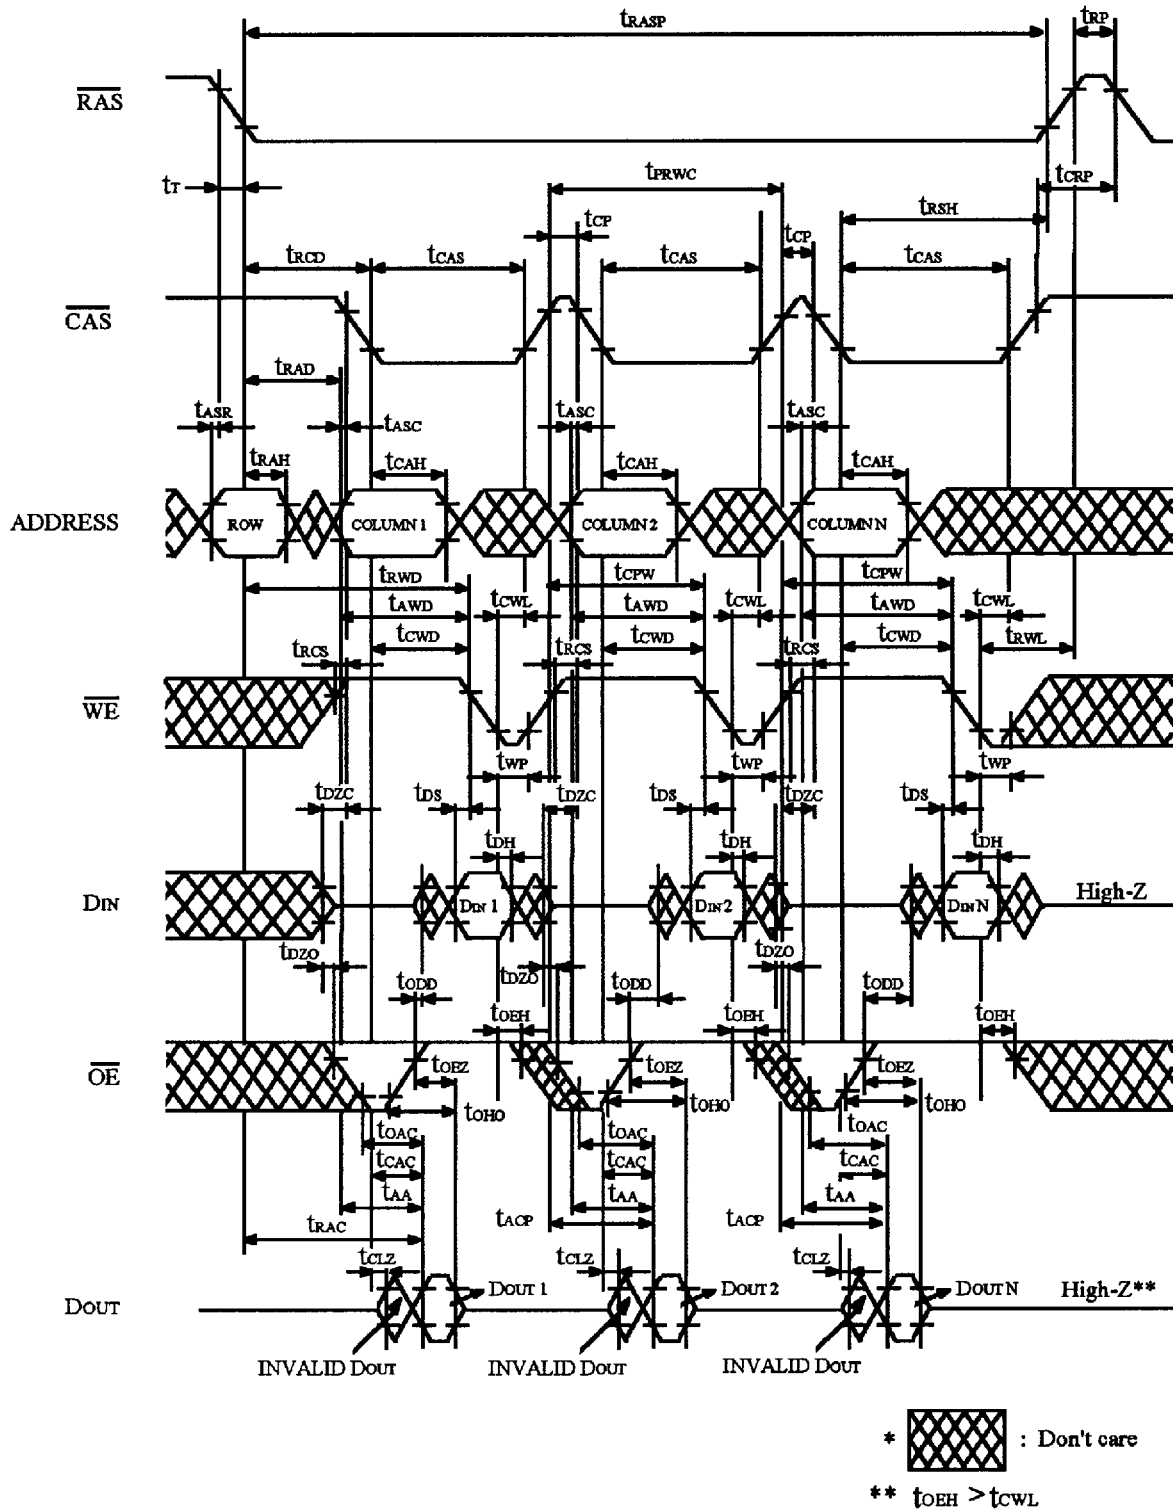 tRASP tRP
RAS
tT tPRWC tCRP
tRSH
tCP tCP
tRCD tCAS tCAS tCAS
CAS
tRAD
tASR tASC tASC tASC
tRAH tCAH tCAH tCAH
ADDRESS ROW COLUMN 1 COLUMN 2 COLUMN N
tRWD tCPW tCPW
tAWD tCWL tAWD tCWL tAWD tCWL
tCWD tCWD tCWD
tRCS tRCS tRCS tRWL
WE
tWP tWP tWP
tDZC tDS tDZC tDS tDZC tDS
tDH tDH tDH
DIN DIN 1 DIN 2 DIN N High-Z
tDZO tDZO tDZO
tODD tODD tODD
tOEH tOEH tOEH
OE
tOEZ tOEZ tOEZ
tOHO tOHO tOHO
tOAC tOAC tOAC
tCAC tCAC tCAC
tAA tAA tAA
tRAC tACP tACP
tCLZ tCLZ tCLZ
DOUT DOUT 1 DOUT 2 DOUT N High-Z**
INVALID DOUT INVALID DOUT INVALID DOUT
* : Don't care
** tOEH > tCWL